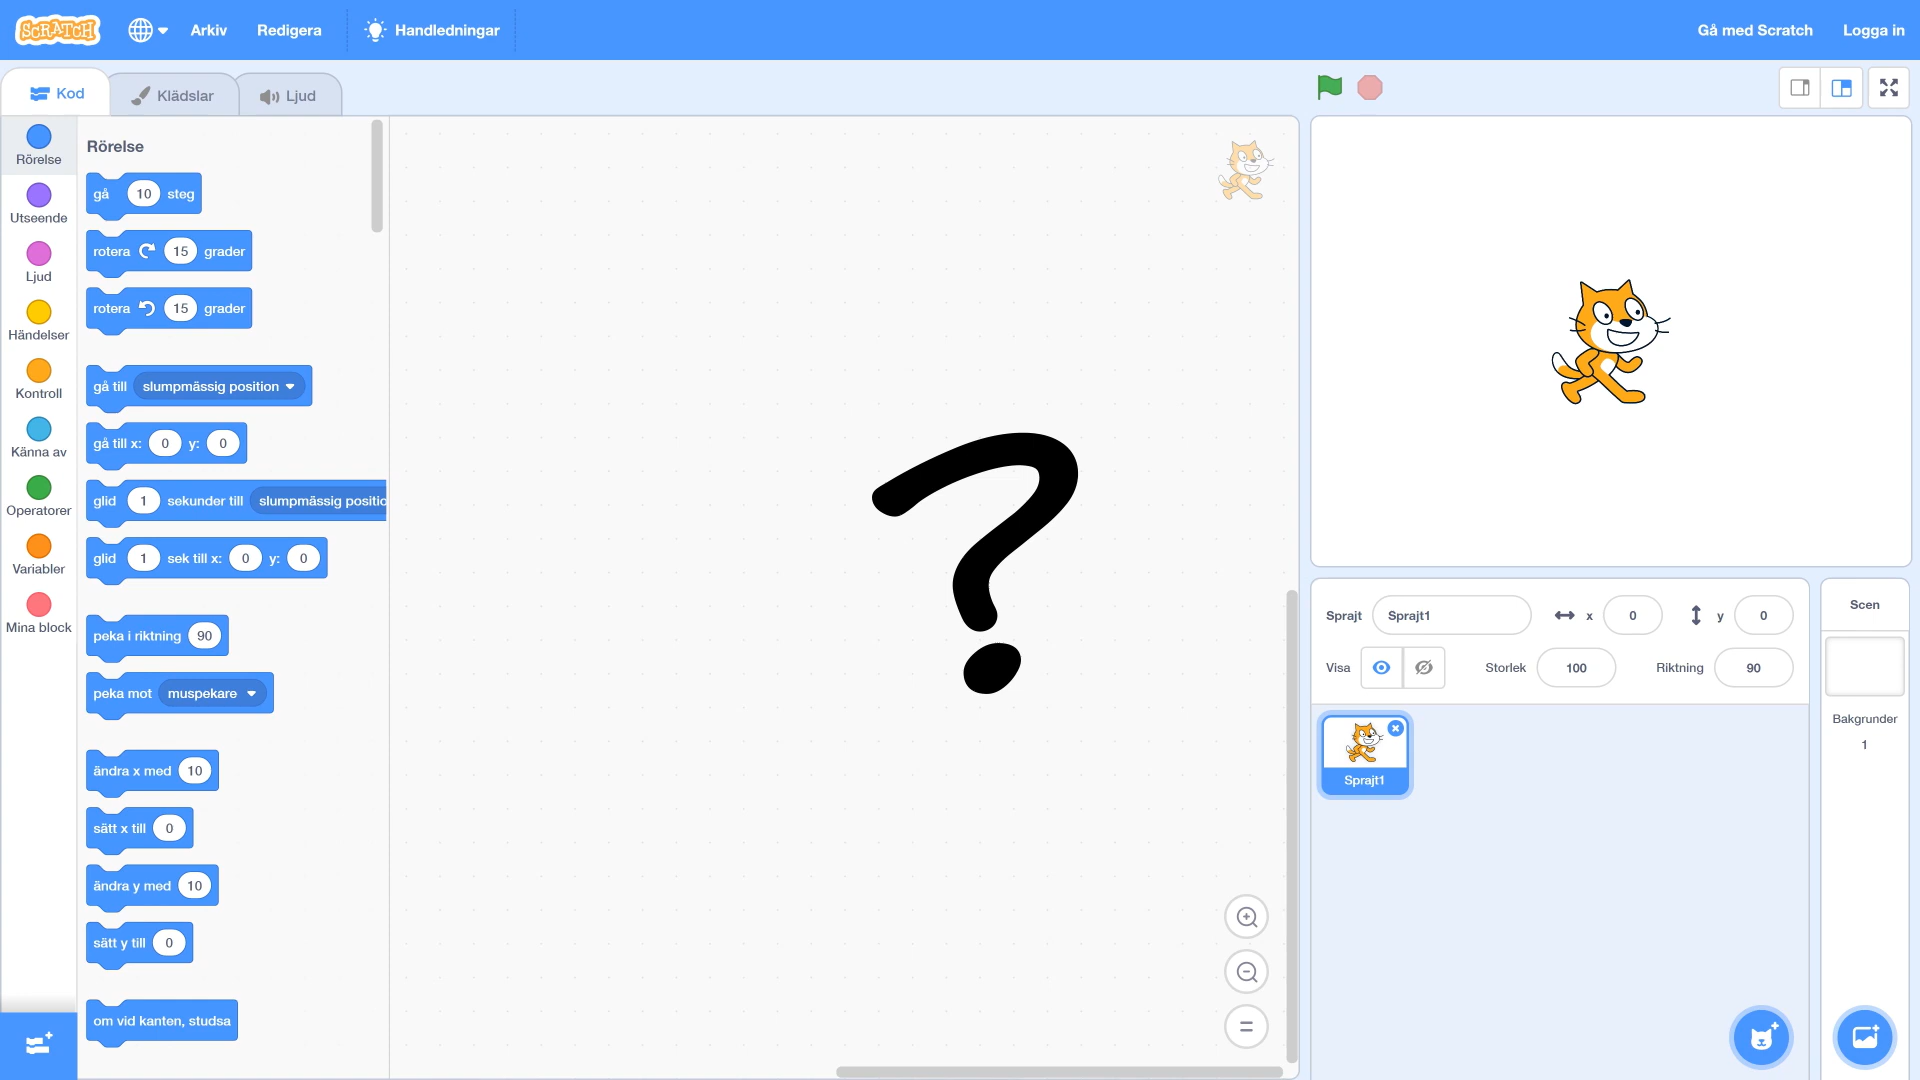 SCRATCH
Arkiv
Redigera
Handledningar
Gå med Scratch
Logga in
Kod
Klädslar
Ljud
Rörelse
Utseende
Ljud
Händelser
Kontroll
Känna av
Operatorer
Variabler
Mina block
Rörelse
gå 10 steg
rotera 15 grader
rotera 15 grader
gå till slumpmässig position
gå till x: 0 y: 0
glid 1 sekunder till slumpmässig positio
glid 1 sek till x: 0 y: 0
peka i riktning 90
peka mot muspekare
ändra x med 10
sätt x till 0
ändra y med 10
sätt y till 0
om vid kanten, studsa
?
Sprajt Sprajt1 x 0 y 0
Visa Storlek 100 Riktning 90
Sprajt1
Scen
Bakgrunder
1